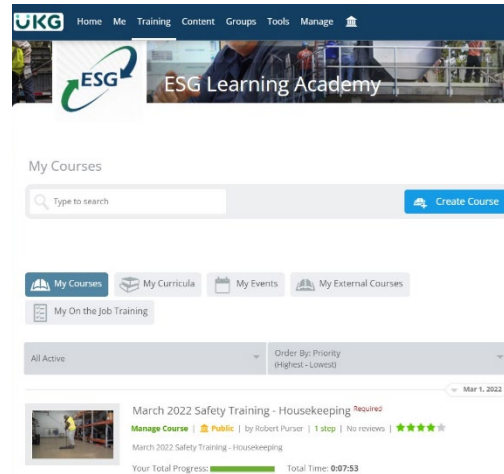 UKG Home Me Training Content Groups Tools Manage
ESG
ESG Learning Academy
My Courses
Type to search
Create Course
My Courses My Curricula My Events My External Courses
My On the Job Training
All Active
Order By: Priority
(Highest - Lowest)
Mar 1, 2022
March 2022 Safety Training - Housekeeping Required
Manage Course | Public | by Robert Purser | 1 step | No reviews |
March 2022 Safety Training - Housekeeping
Your Total Progress: Total Time: 0:07:53